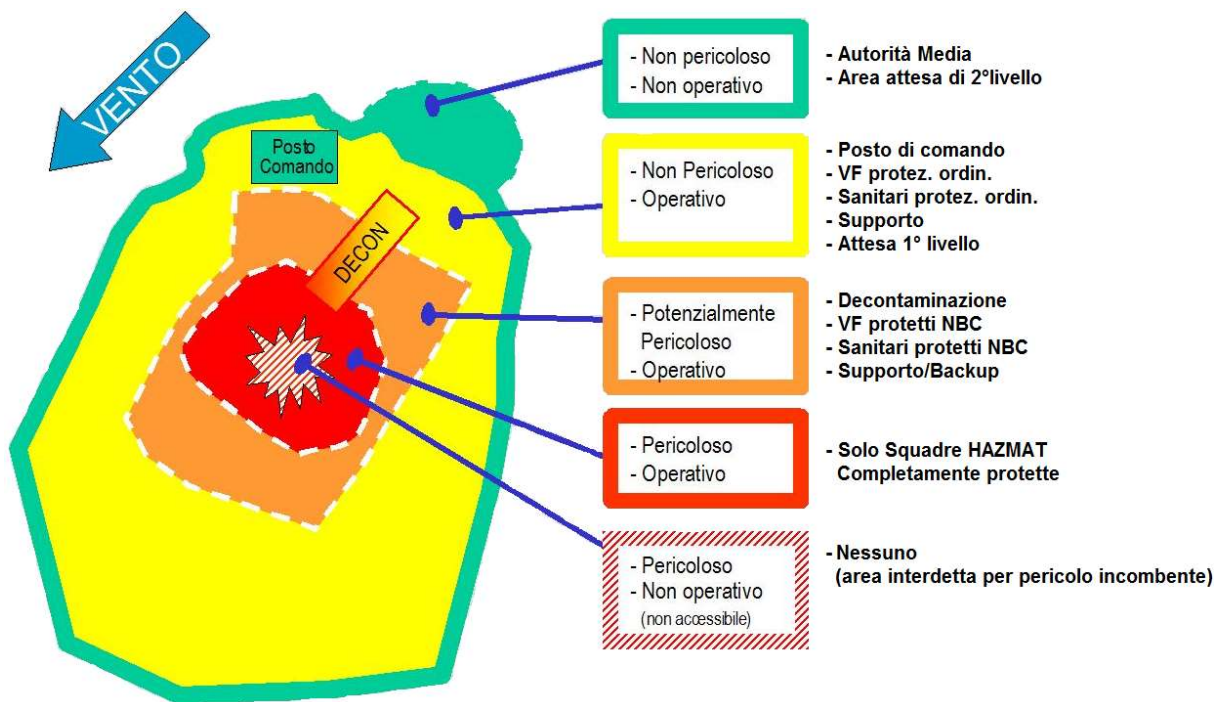 VENTO
Posto
Comando
DECON
- Non pericoloso
- Non operativo
- Autorità Media
- Area attesa di 2°livello
- Non Pericoloso
- Operativo
- Posto di comando
- VF protez. ordin.
- Sanitari protez. ordin.
- Supporto
- Attesa 1° livello
- Potenzialmente
Pericoloso
- Operativo
- Decontaminazione
- VF protetti NBC
- Sanitari protetti NBC
- Supporto/Backup
- Pericoloso
- Operativo
- Solo Squadre HAZMAT
Completamente protette
- Pericoloso
- Non operativo
(non accessibile)
- Nessuno
(area interdetta per pericolo incombente)